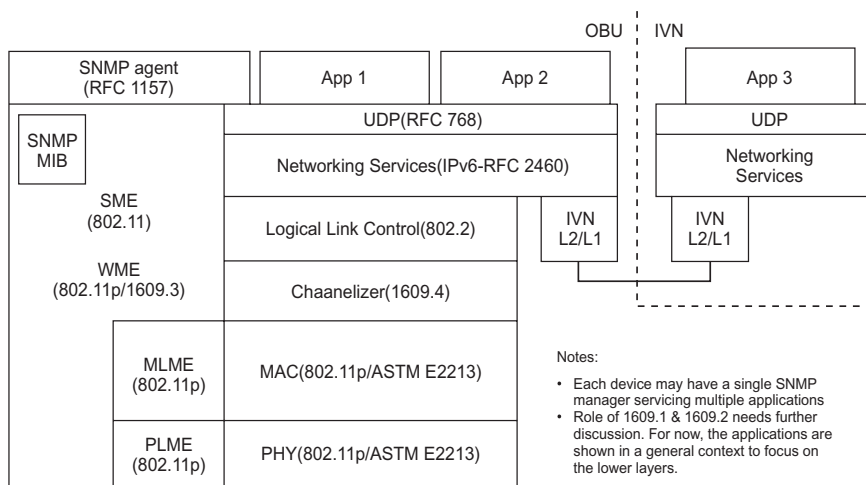 OBU
IVN
SNMP agent
(RFC 1157)
App 1
App 2
App 3
UDP(RFC 768)
UDP
SNMP
MIB
Networking Services(IPv6-RFC 2460)
Networking
Services
SME
(802.11)
Logical Link Control(802.2)
IVN
L2/L1
IVN
L2/L1
WME
(802.11p/1609.3)
Chaanelizer(1609.4)
MLME
(802.11p)
MAC(802.11p/ASTM E2213)
PLME
(802.11p)
PHY(802.11p/ASTM E2213)
Notes:
• Each device may have a single SNMP
manager servicing multiple applications
• Role of 1609.1 & 1609.2 needs further
discussion. For now, the applications are
shown in a general context to focus on
the lower layers.